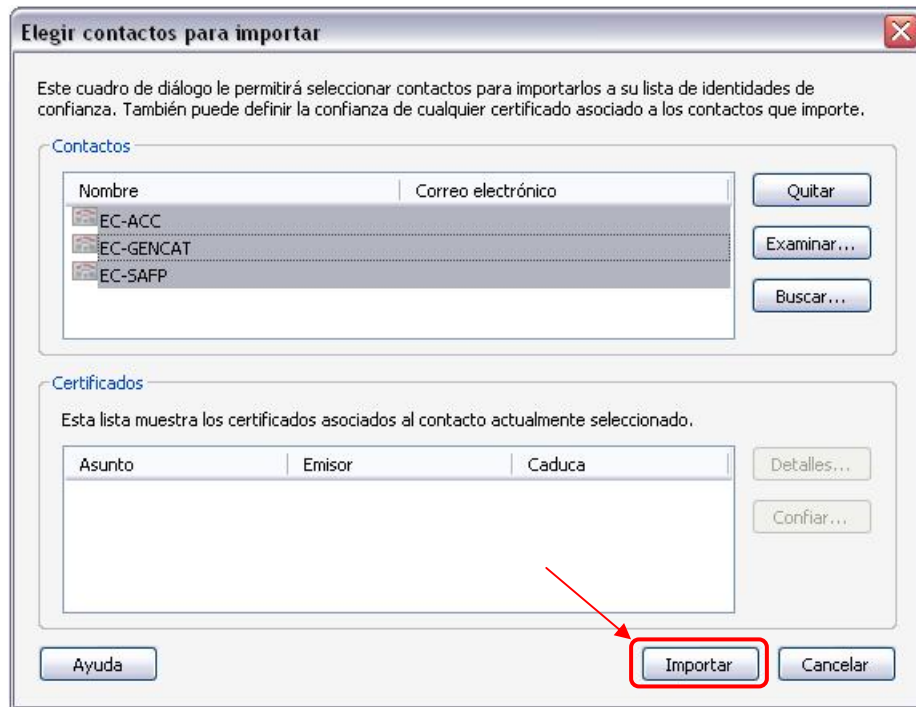 Elegir contactos para importar
Este cuadro de diálogo le permitirá seleccionar contactos para importarlos a su lista de identidades de
confianza. También puede definir la confianza de cualquier certificado asociado a los contactos que importe.
Contactos
Nombre Correo electrónico
EC-ACC
EC-GENCAT
EC-SAFP
Quitar
Examinar...
Buscar...
Certificados
Esta lista muestra los certificados asociados al contacto actualmente seleccionado.
Asunto Emisor Caduca
Detalles...
Confiar...
Ayuda Importar Cancelar